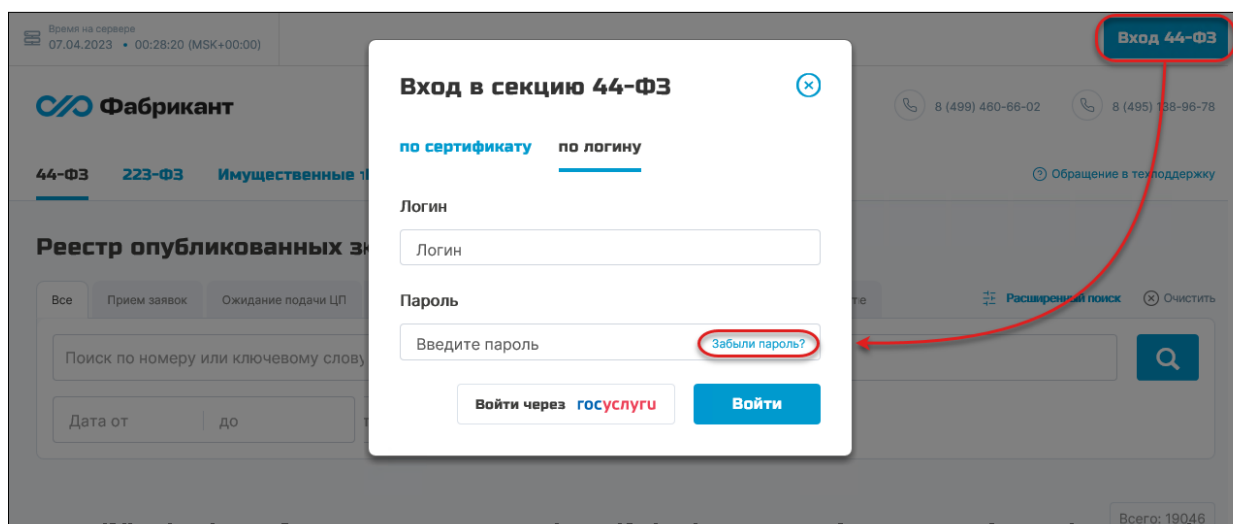 Время на сервере
07.04.2023 • 00:28:20 (MSK+00:00)
Вход 44-ФЗ
Фабрикант
8 (499) 460-66-02
8 (495) 138-96-78
44-ФЗ 223-ФЗ Имущественные
Обращение в техподдержку
Реестр опубликованных
Все Прием заявок Ожидание подачи ЦП
Расширенный поиск Очистить
Поиск по номеру или ключевому слову
Дата от до
Всего: 19046
Вход в секцию 44-ФЗ
по сертификату по логину
Логин
Логин
Пароль
Введите пароль Забыли пароль?
Войти через госуслуги Войти